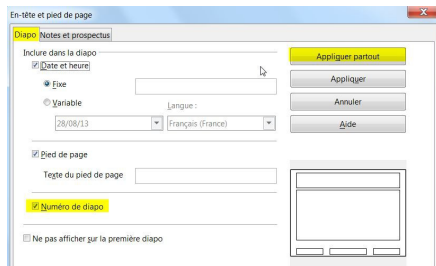 En-tête et pied de page
Diapo Notes et prospectus
Inclure dans la diapo
Date et heure
Fixe
Variable
Langue :
28/08/13
Français (France)
Pied de page
Texte du pied de page
Numéro de diapo
Ne pas afficher sur la première diapo
Appliquer partout
Appliquer
Annuler
Aide